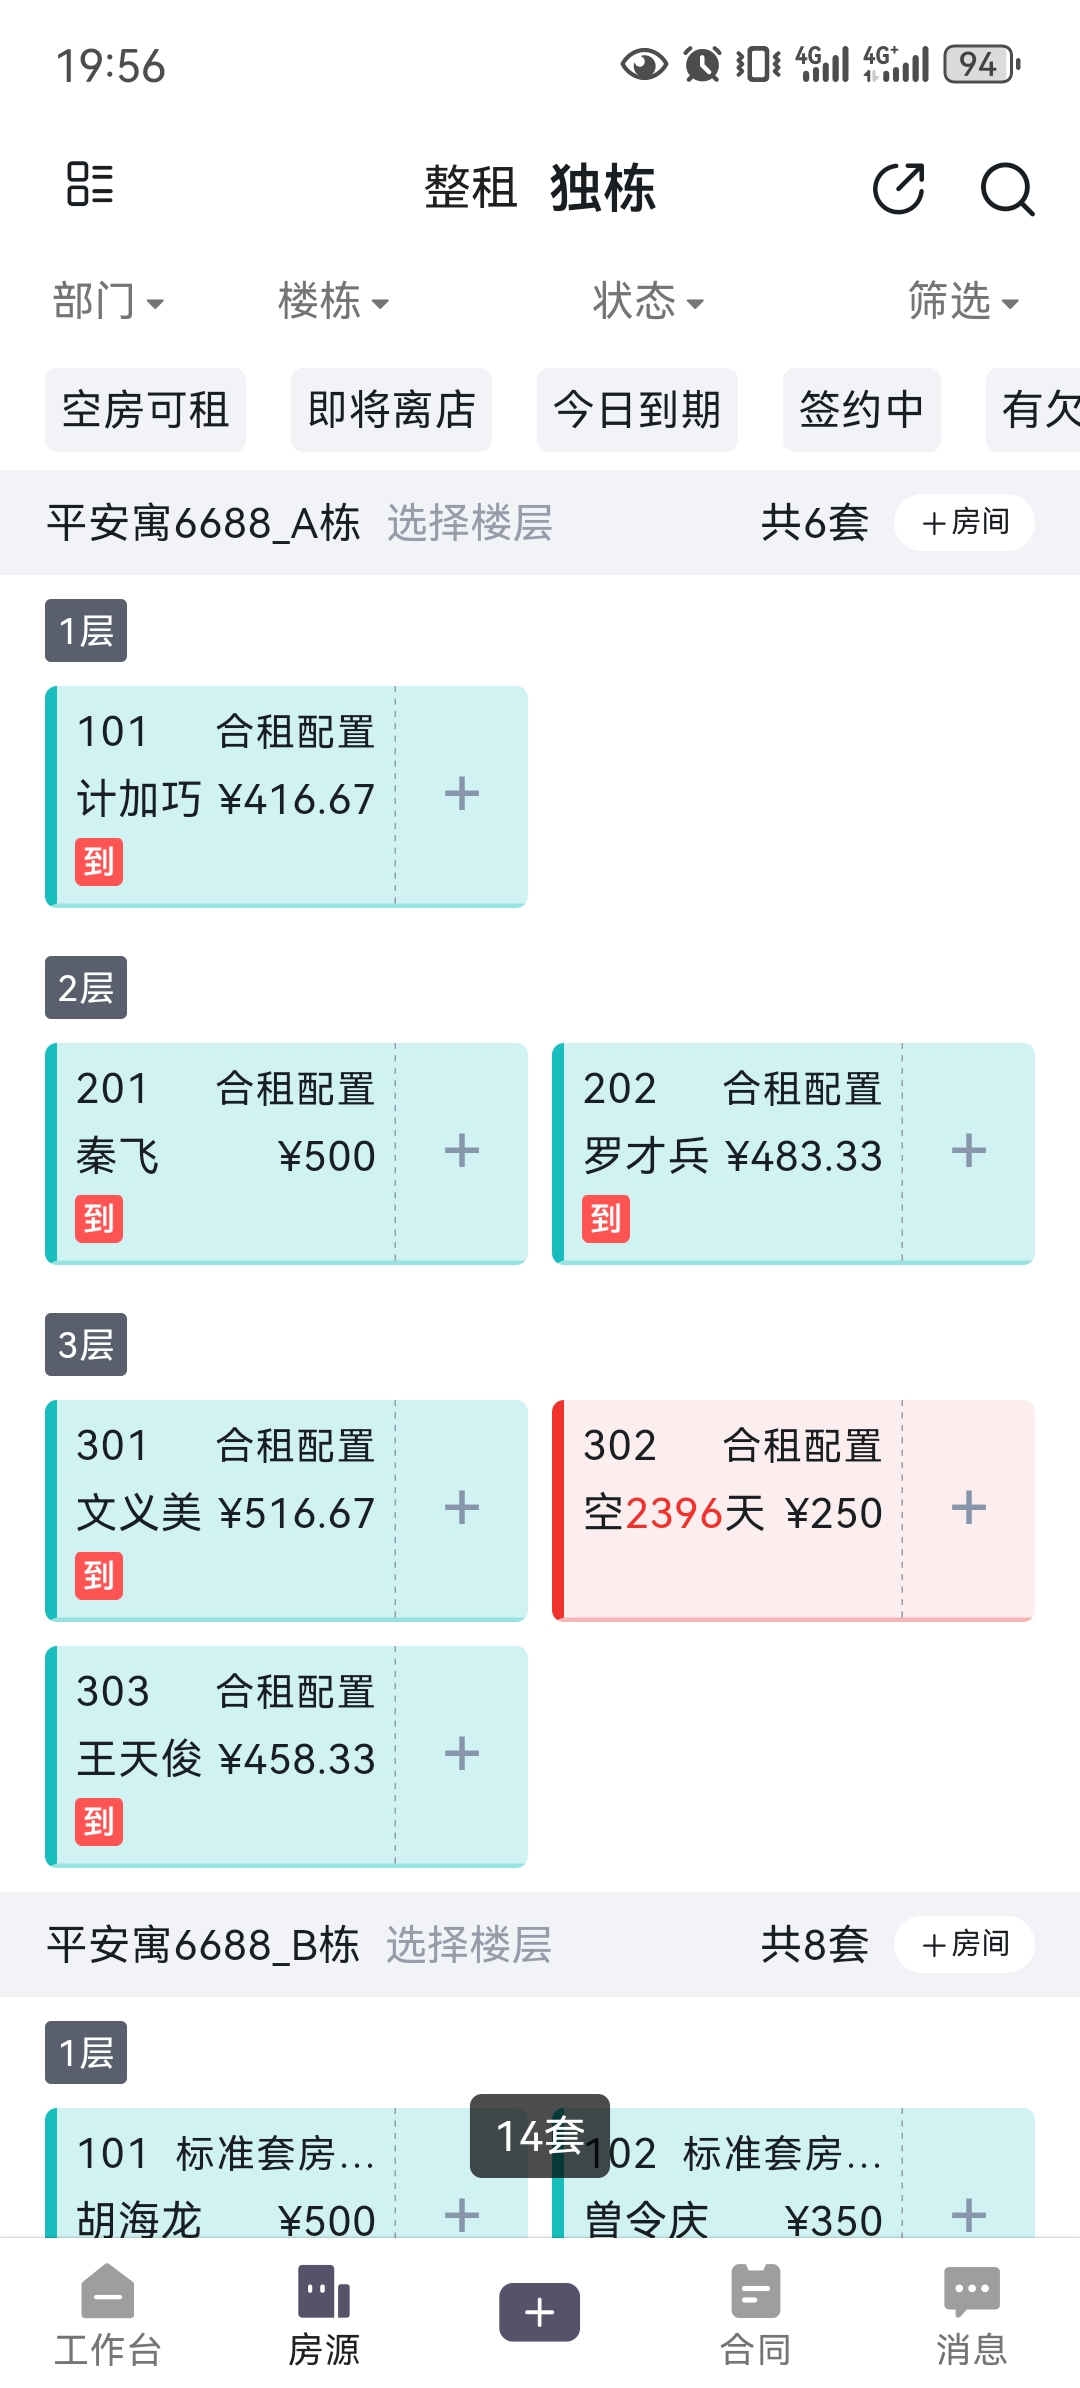 19:56 4G 4G+ 94
整租 独栋
部门 楼栋 状态 筛选
空房可租 即将离店 今日到期 签约中 有欠
平安寓6688_A栋 选择楼层 共6套 +房间
1层
101 合租配置
计加巧 ¥416.67 +
到
2层
201 合租配置 202 合租配置
秦飞 ¥500 + 罗才兵 ¥483.33 +
到 到
3层
301 合租配置 302 合租配置
文义美 ¥516.67 + 空2396天 ¥250 +
到
303 合租配置
王天俊 ¥458.33 +
到
平安寓6688_B栋 选择楼层 共8套 +房间
1层
14套
101 标准套房... 102 标准套房...
胡海龙 ¥500 + 曾令庆 ¥350 +
工作台 房源 + 合同 消息